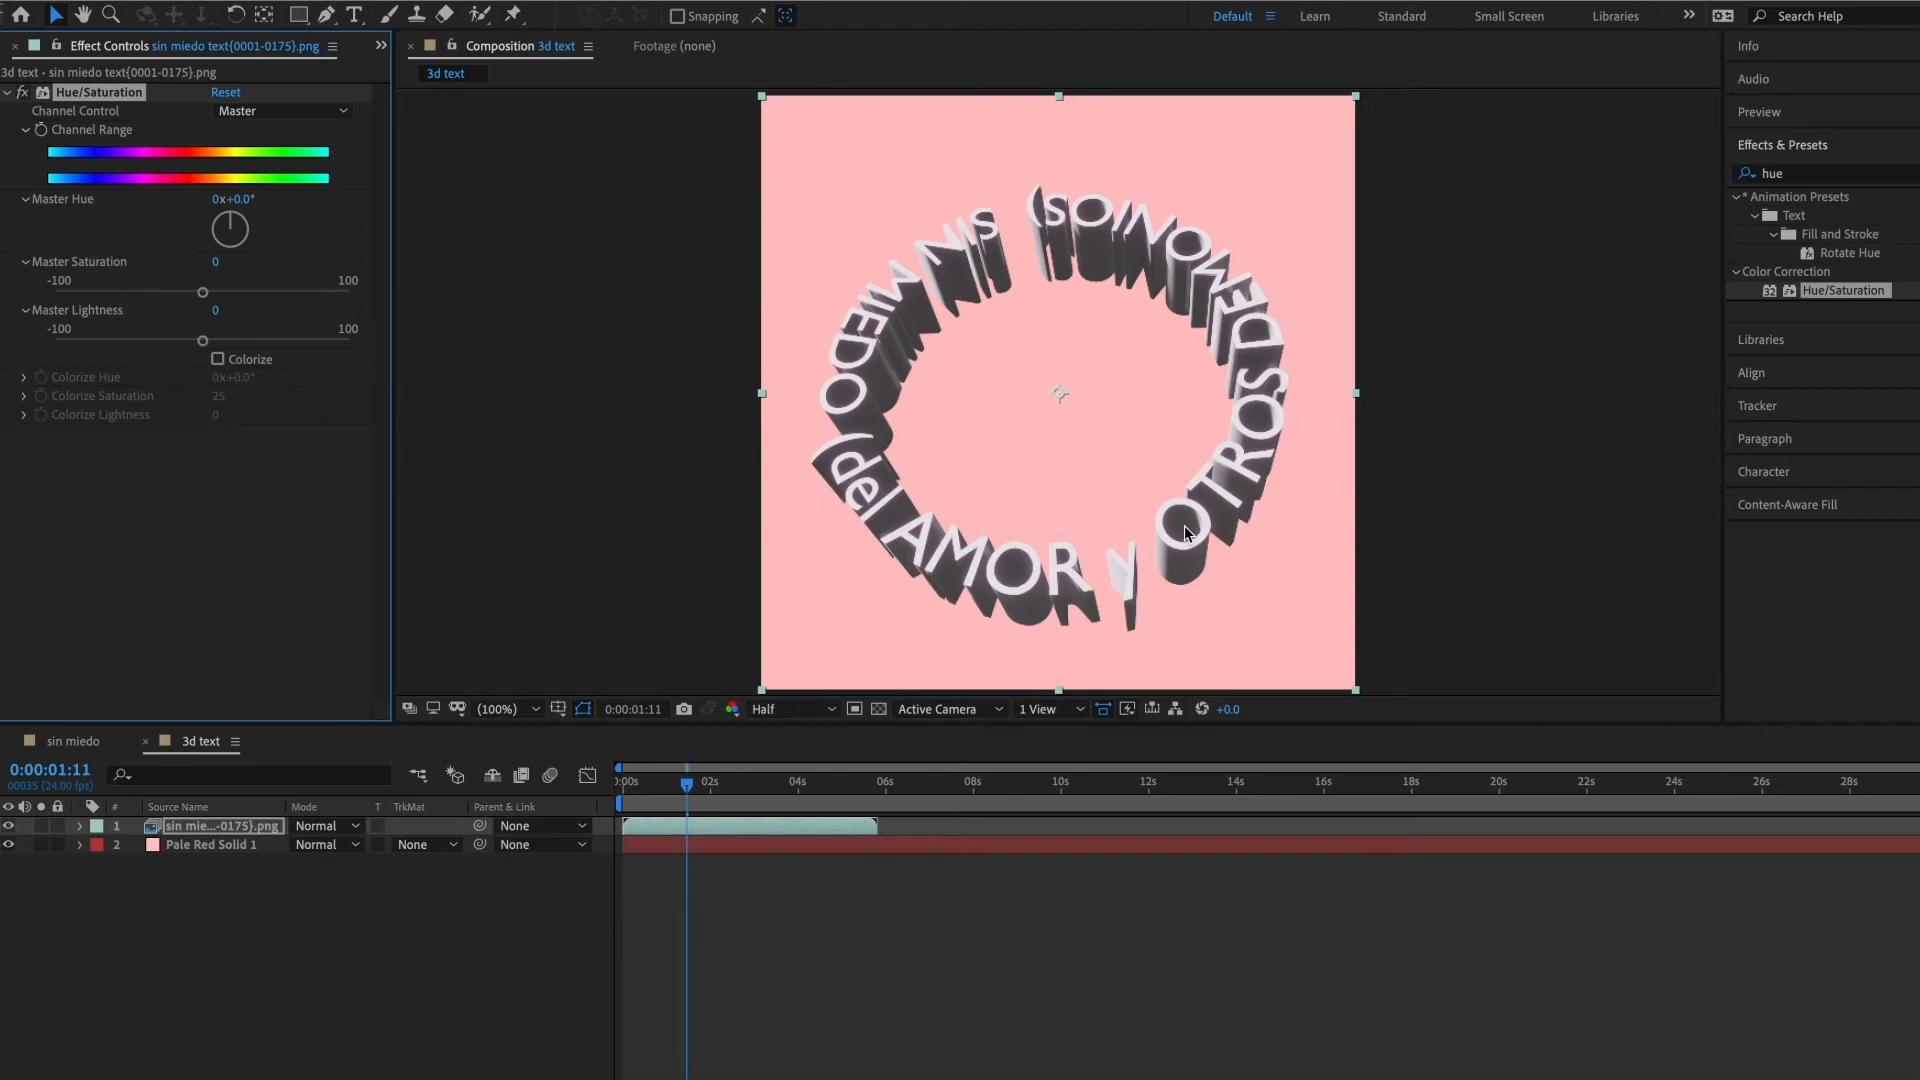 Snapping
Default
Learn
Standard
Small Screen
Libraries
Search Help
Effect Controls sin miedo text{0001-0175}.png
3d text • sin miedo text{0001-0175}.png
fx Hue/Saturation Reset
Channel Control Master
Channel Range
Master Hue 0x+0.0°
Master Saturation 0
-100 100
Master Lightness 0
-100 100
Colorize
Colorize Hue 0x+0.0°
Colorize Saturation 25
Colorize Lightness 0
Composition 3d text
Footage (none)
3d text
SIN MIEDO (del AMOR y OTROS DEMONIOS)
(100%)
0:00:01:11
Half
Active Camera
1 View
+0.0
Info
Audio
Preview
Effects & Presets
hue
* Animation Presets
Text
Fill and Stroke
Rotate Hue
Color Correction
32 Hue/Saturation
Libraries
Align
Tracker
Paragraph
Character
Content-Aware Fill
sin miedo
3d text
0:00:01:11
00035 (24.00 fps)
# Source Name Mode T TrkMat Parent & Link
1 sin mie...-0175}.png Normal None
2 Pale Red Solid 1 Normal None None
0:00s 02s 04s 06s 08s 10s 12s 14s 16s 18s 20s 22s 24s 26s 28s